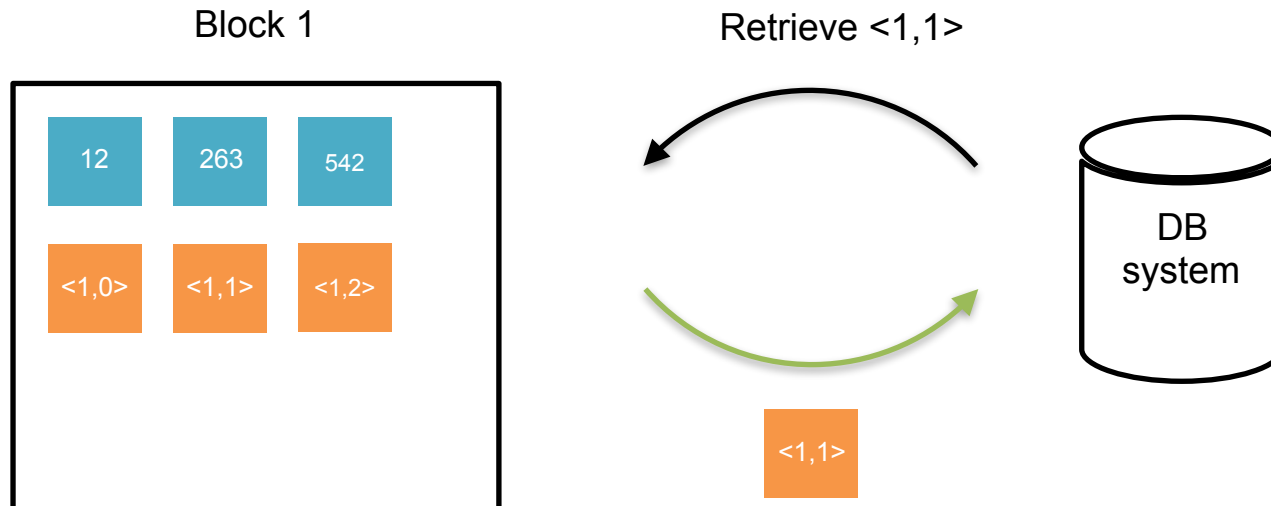 Block 1
Retrieve <1,1>
12
263
542
<1,0>
<1,1>
<1,2>
DB
system
<1,1>